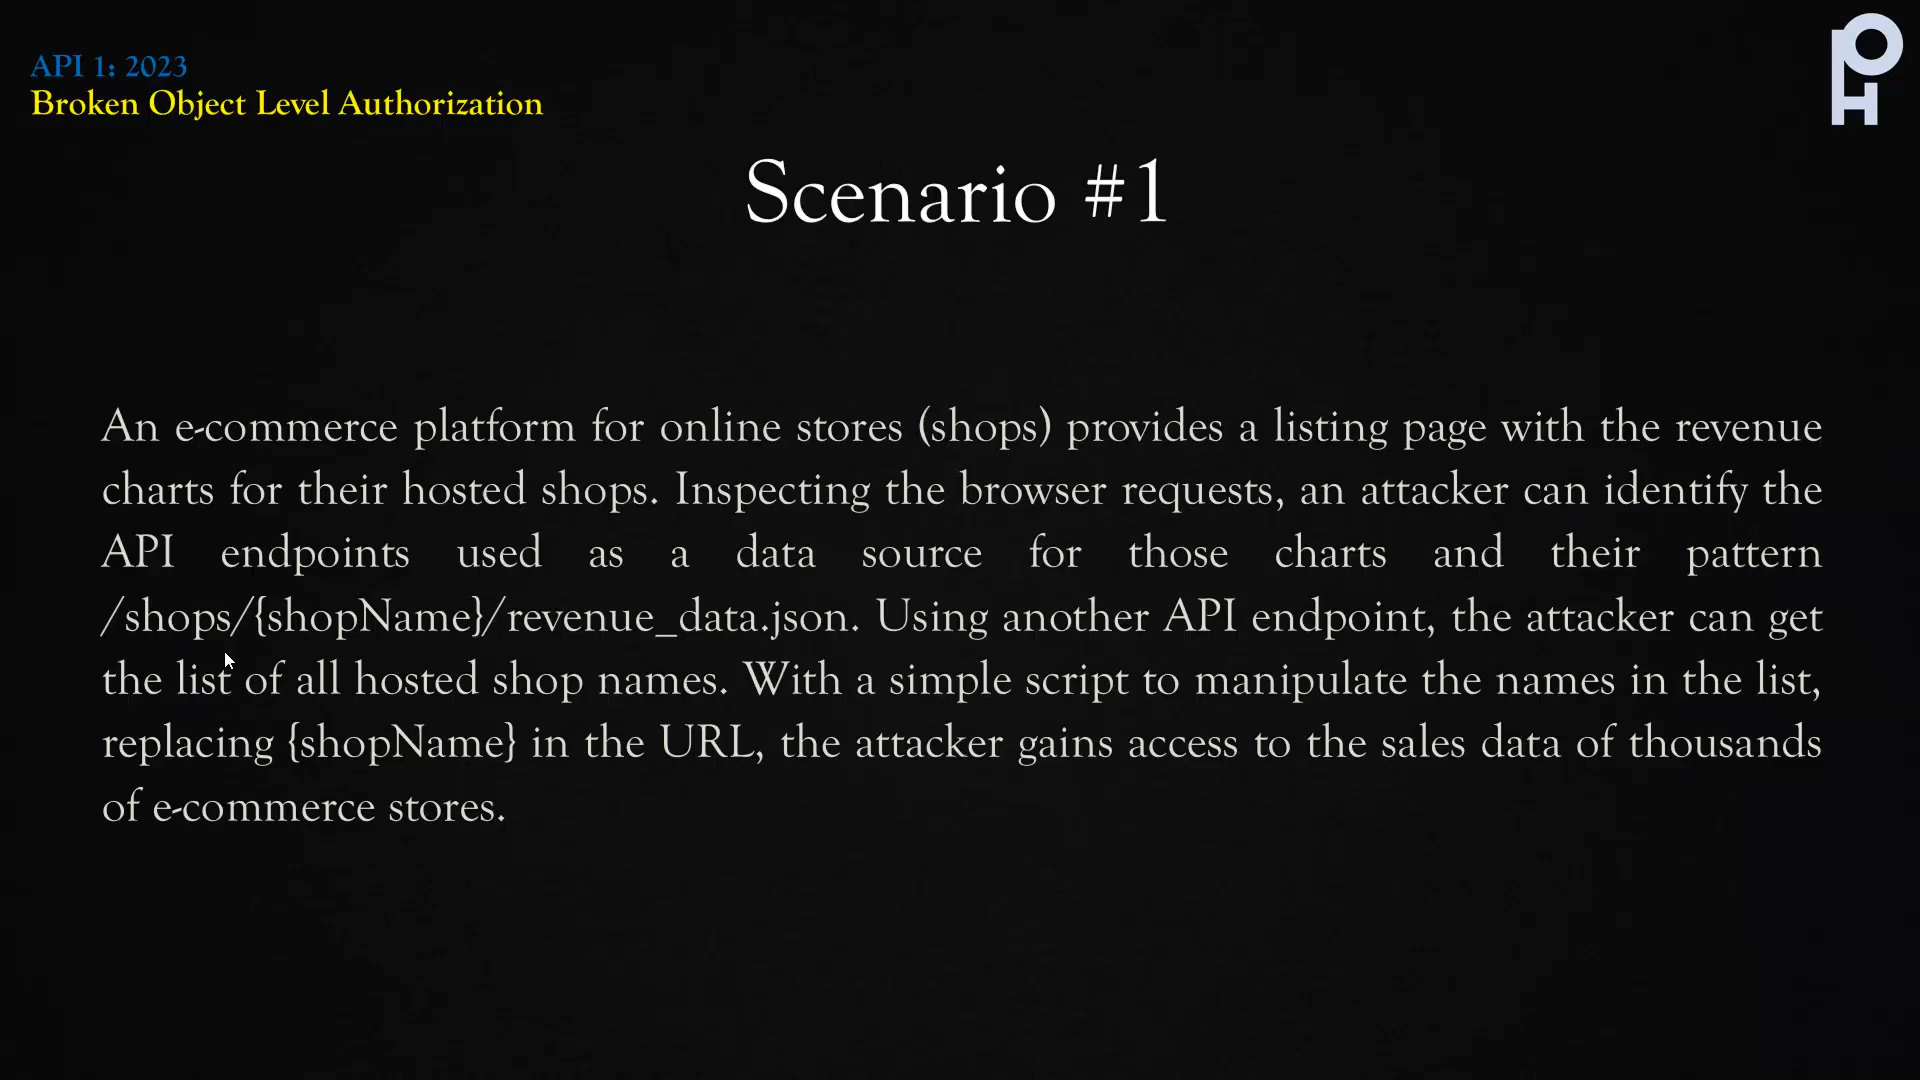 API 1: 2023
Broken Object Level Authorization
Scenario #1
An e-commerce platform for online stores (shops) provides a listing page with the revenue
charts for their hosted shops. Inspecting the browser requests, an attacker can identify the
API endpoints used as a data source for those charts and their pattern
/shops/{shopName}/revenue_data.json. Using another API endpoint, the attacker can get
the list of all hosted shop names. With a simple script to manipulate the names in the list,
replacing {shopName} in the URL, the attacker gains access to the sales data of thousands
of e-commerce stores.